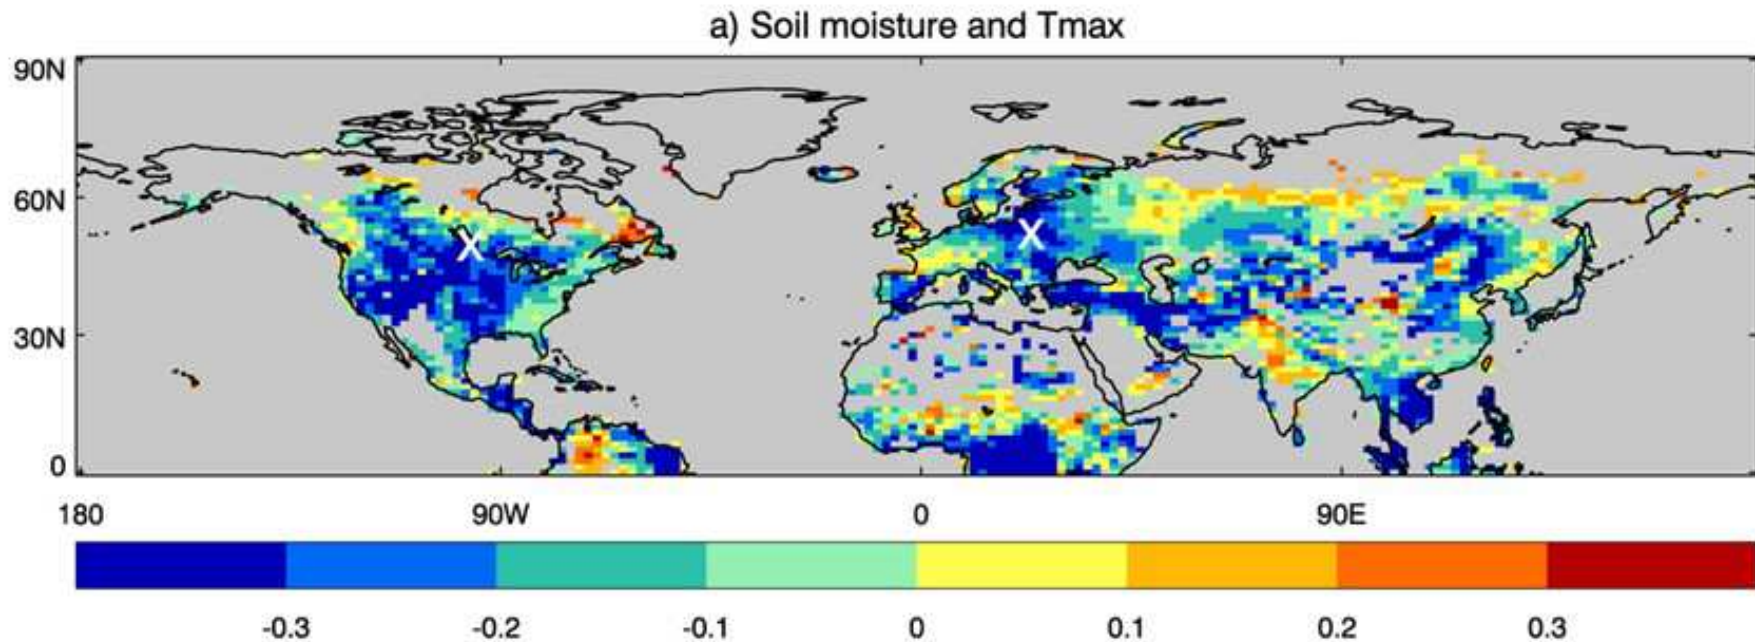 a) Soil moisture and Tmax
90N
60N
30N
0
180 90W 0 90E
X X
-0.3 -0.2 -0.1 0 0.1 0.2 0.3